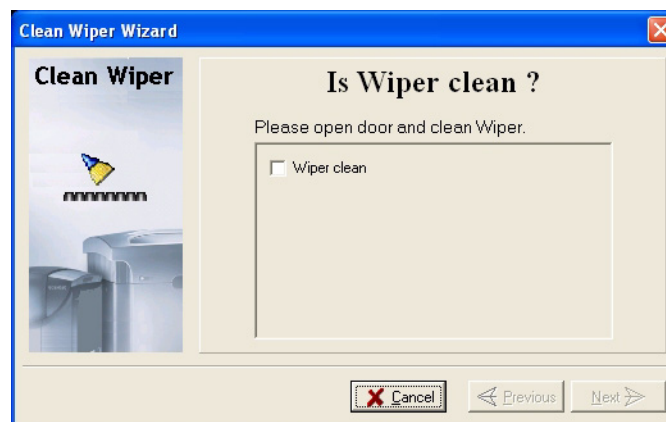 Clean Wiper Wizard
Clean Wiper
Is Wiper clean ?
Please open door and clean Wiper.
Wiper clean
Cancel
Previous
Next